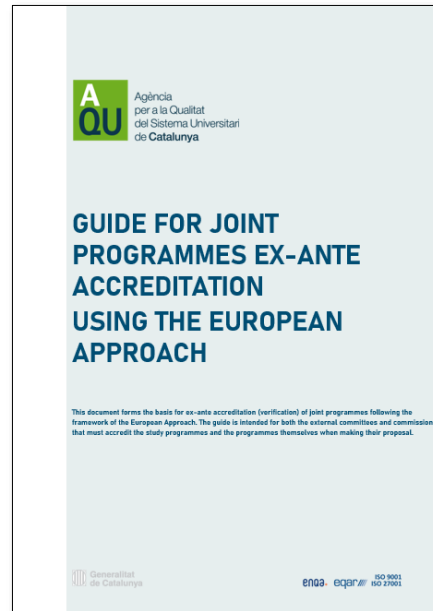 A
QU
Agència
per a la Qualitat
del Sistema Universitari
de Catalunya
GUIDE FOR JOINT
PROGRAMMES EX-ANTE
ACCREDITATION
USING THE EUROPEAN
APPROACH
This document forms the basis for ex-ante accreditation (verification) of joint programmes following the
framework of the European Approach. The guide is intended for both the external committees and commission
that must accredit the study programmes and the programmes themselves when making their proposal.
Generalitat
de Catalunya
enqa. eqar/// ISO 9001
ISO 27001